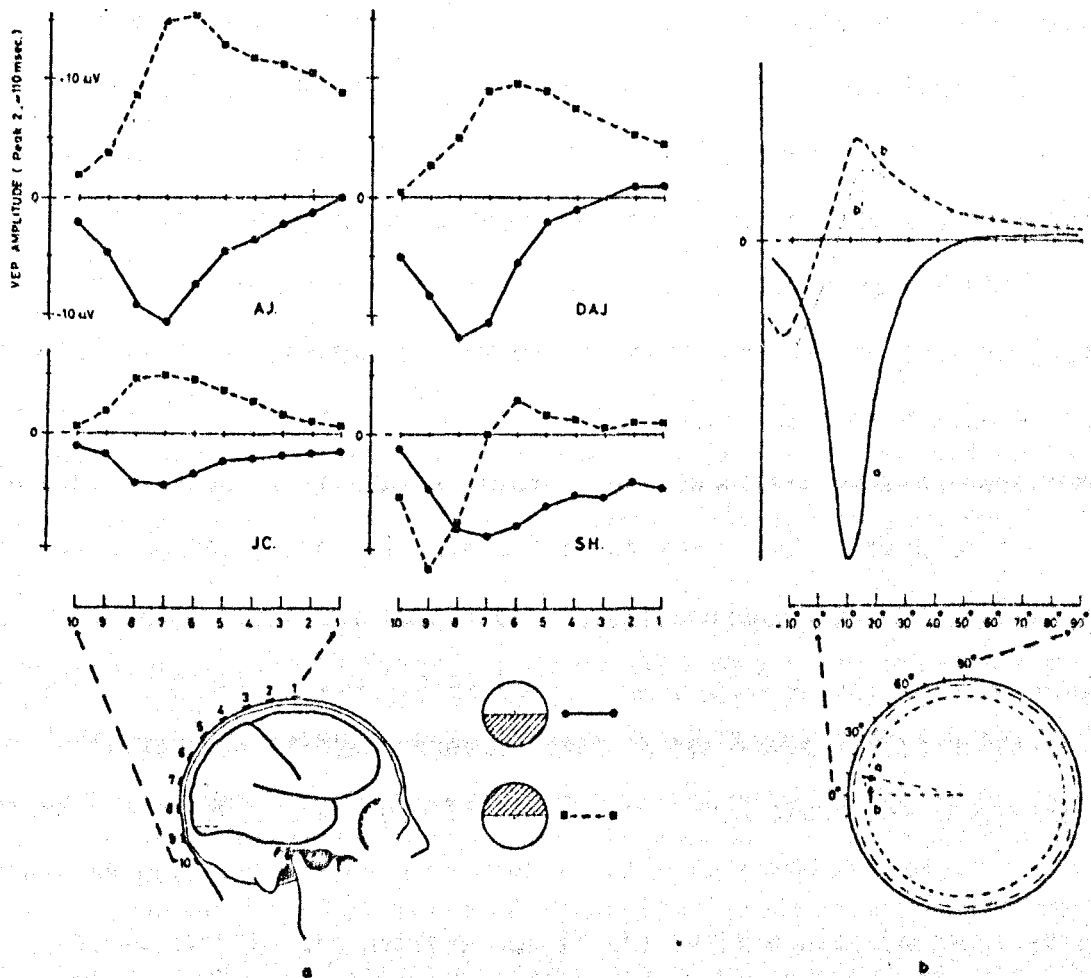 VEP AMPLITUDE ( Peak 2, ≃110 msec.)
-10 uV
0
-10 uV
AJ.
DAJ
0
JC.
0
0
SH.
0
b
b'
a
10 9 8 7 6 5 4 3 2 1
10 9 8 7 6 5 4 3 2 1
-10° 0° 10° 20° 30° 40° 50° 60° 70° 80° 90°
1
2
3
4
5
6
7
8
9
10
90°
60°
30°
0°
a
b
a
b